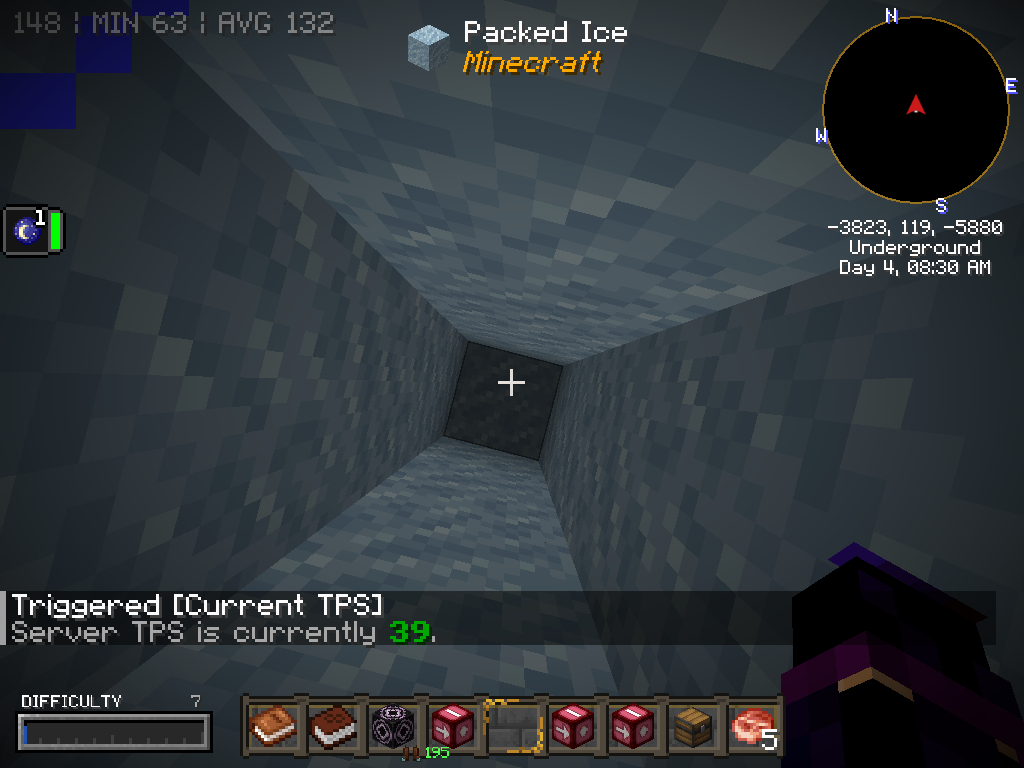 148 | MIN 63 | AVG 132
Packed Ice
Minecraft
N
E
W
S
-3823, 119, -5880
Underground
Day 4, 08:30 AM
1
Triggered [Current TPS]
Server TPS is currently 39.
DIFFICULTY 7
195
5